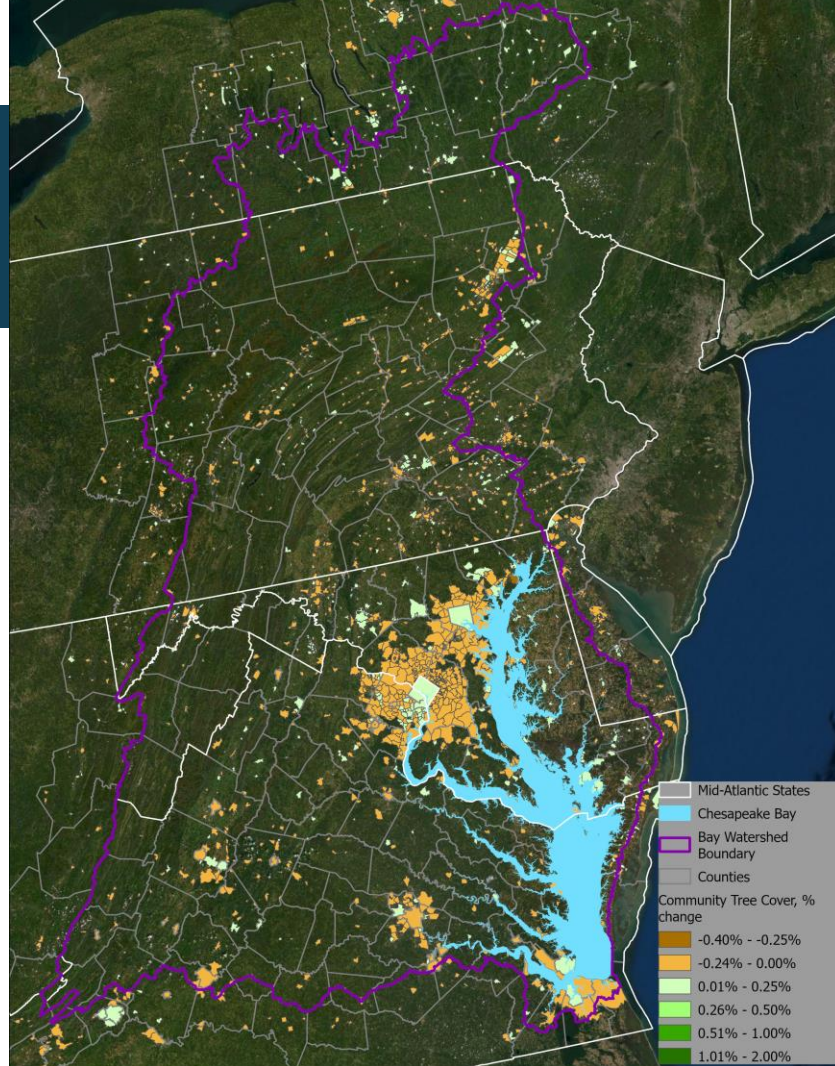 Mid-Atlantic States
Chesapeake Bay
Bay Watershed
Boundary
Counties
Community Tree Cover, %
change
-0.40% - -0.25%
-0.24% - 0.00%
0.01% - 0.25%
0.26% - 0.50%
0.51% - 1.00%
1.01% - 2.00%